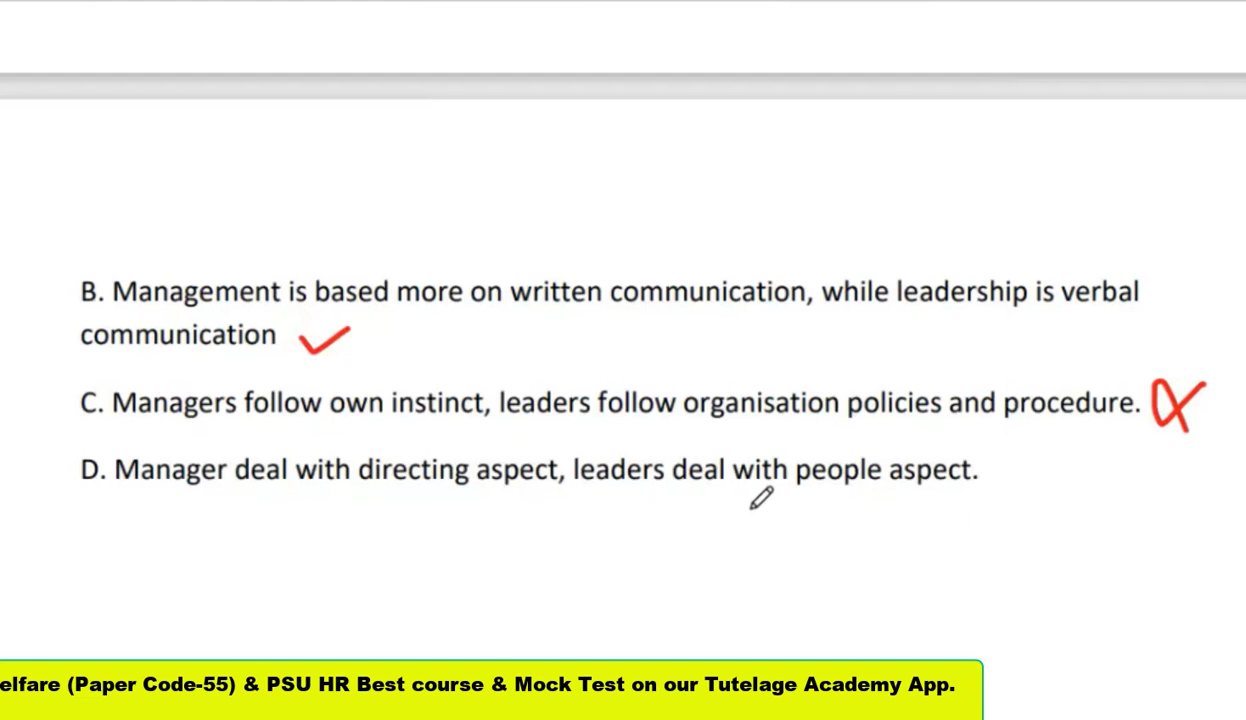 B. Management is based more on written communication, while leadership is verbal
communication
C. Managers follow own instinct, leaders follow organisation policies and procedure.
D. Manager deal with directing aspect, leaders deal with people aspect.
elfare (Paper Code-55) & PSU HR Best course & Mock Test on our Tutelage Academy App.